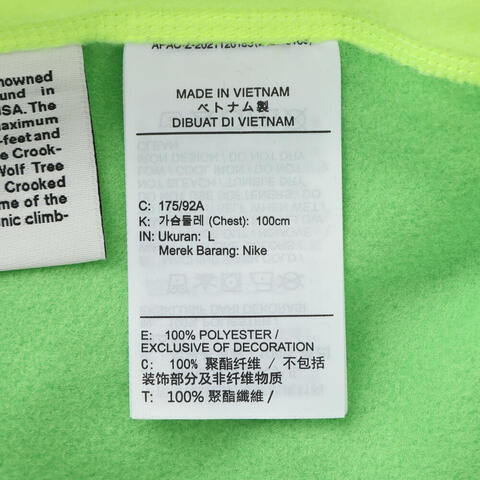 nowned
und in
USA. The
aximum
-feet and
e Crook-
Wolf Tree
Crooked
me of the
nic climb-
MADE IN VIETNAM
ベトナム製
DIBUAT DI VIETNAM
C: 175/92A
K: 가슴둘레 (Chest): 100cm
IN: Ukuran: L
Merek Barang: Nike
E: 100% POLYESTER /
EXCLUSIVE OF DECORATION
C: 100% 聚酯纤维 / 不包括
装饰部分及非纤维物质
T: 100% 聚酯纖維 /